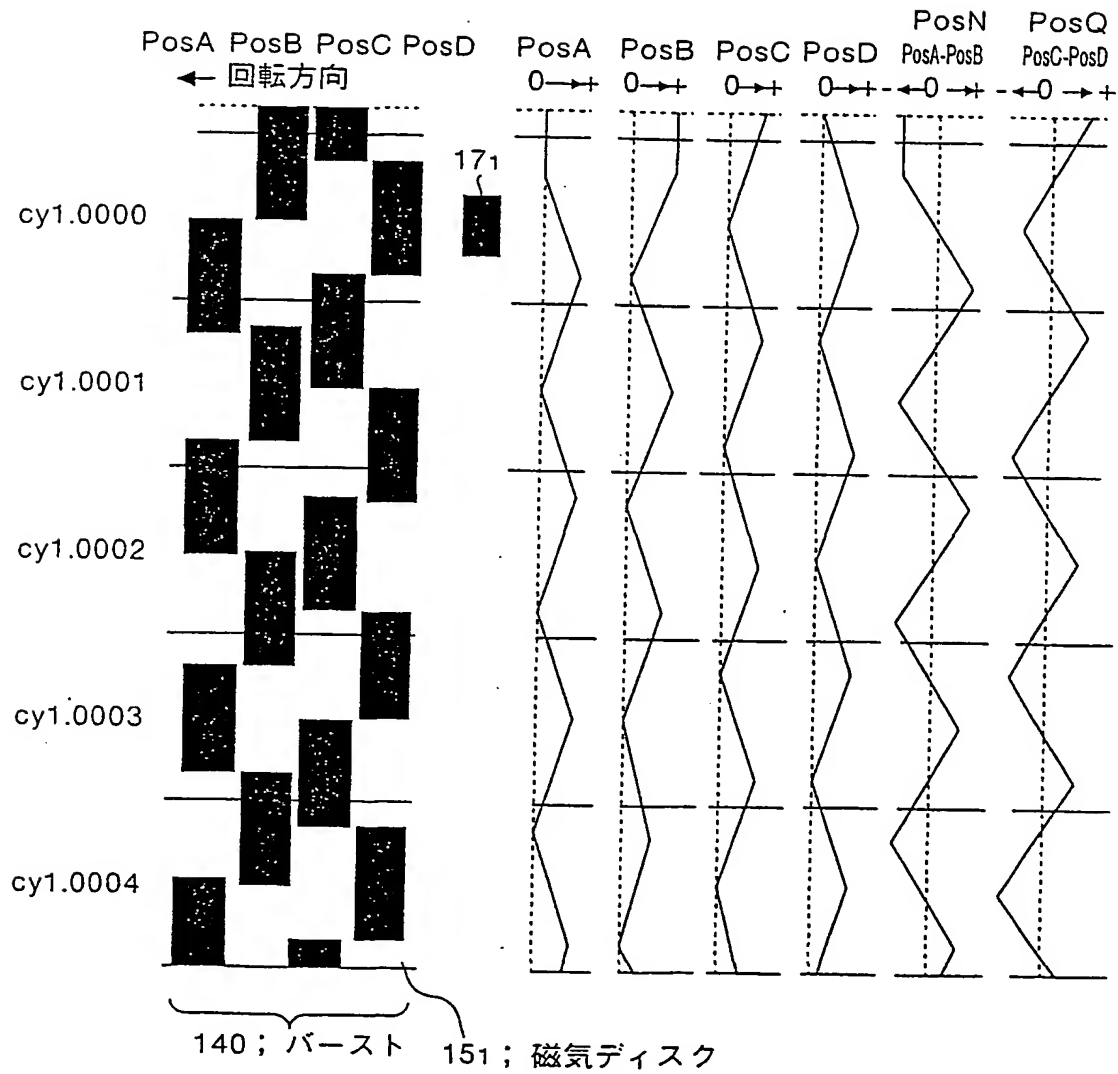 PosN PosQ
PosA PosB PosC PosD PosA PosB PosC PosD PosA-PosB PosC-PosD
← 回転方向 0→+ 0→+ 0→+ 0→+ -←0→+ -←0→+
17₁
cy1.0000
cy1.0001
cy1.0002
cy1.0003
cy1.0004
140；バースト 15₁；磁気ディスク